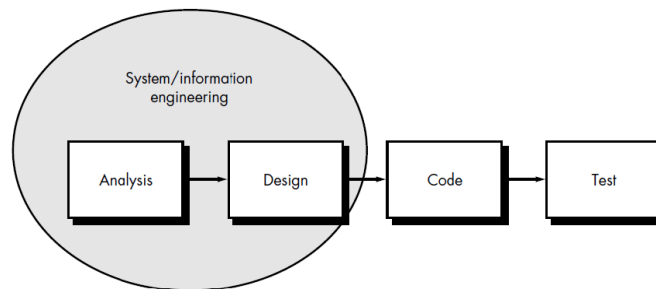 System/information
engineering
Analysis
Design
Code
Test